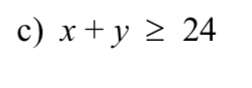 c) x + y ≥ 24